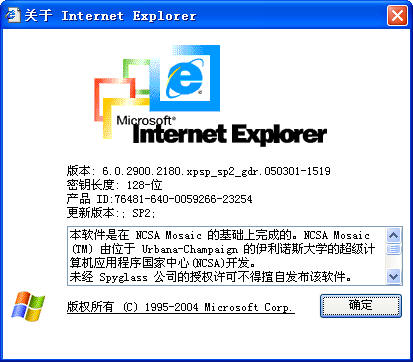 关于 Internet Explorer
Microsoft®
Internet Explorer
版本: 6.0.2900.2180.xpsp_sp2_gdr.050301-1519
密钥长度: 128-位
产品 ID:76481-640-0059266-23254
更新版本:; SP2;
本软件是在 NCSA Mosaic 的基础上完成的。NCSA Mosaic
(TM) 由位于 Urbana-Champaign 的伊利诺斯大学的超级计
算机应用程序国家中心(NCSA)开发。
未经 Spyglass 公司的授权许可不得擅自发布该软件。
版权所有 (C) 1995-2004 Microsoft Corp.
确定